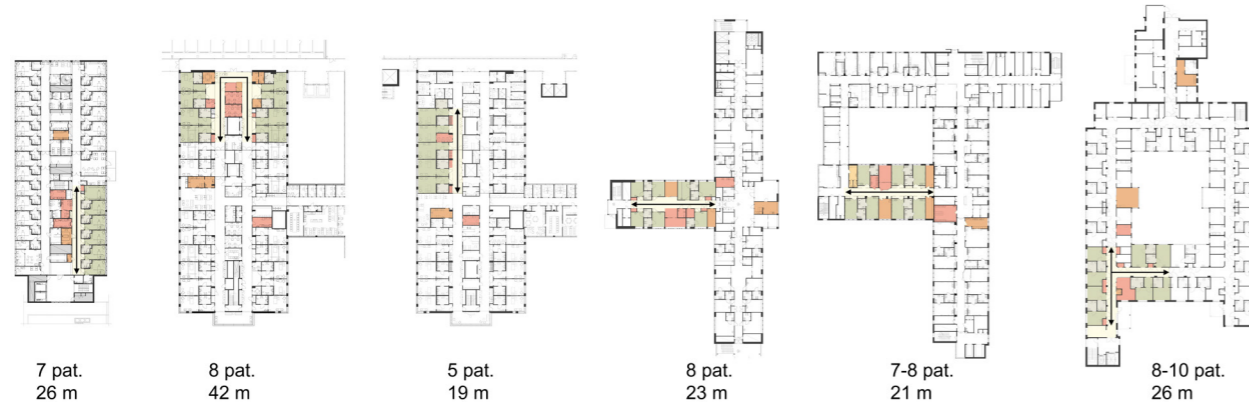 7 pat.
26 m
8 pat.
42 m
5 pat.
19 m
8 pat.
23 m
7-8 pat.
21 m
8-10 pat.
26 m